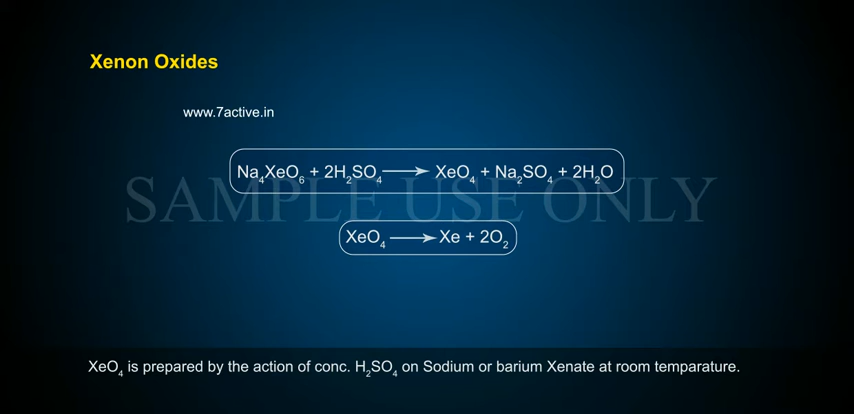 Xenon Oxides
www.7active.in
Na₄XeO₆ + 2H₂SO₄ ⟶ XeO₄ + Na₂SO₄ + 2H₂O
SAMPLE USE ONLY
XeO₄ ⟶ Xe + 2O₂
XeO₄ is prepared by the action of conc. H₂SO₄ on Sodium or barium Xenate at room temparature.